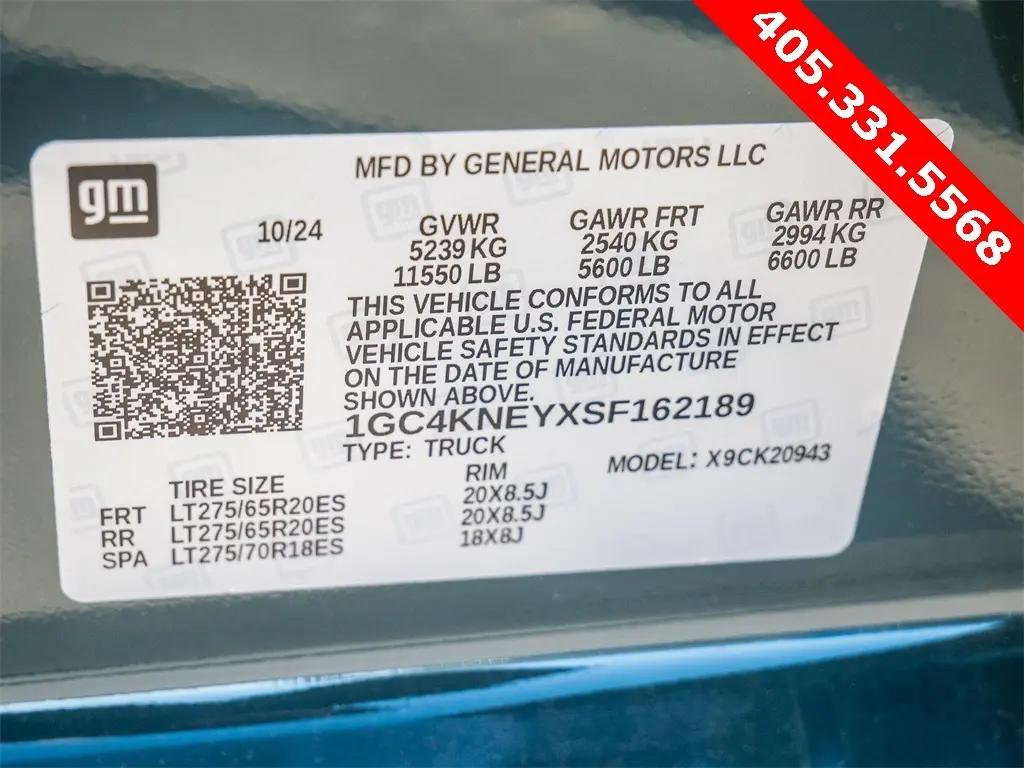 405.331.5568
gm
MFD BY GENERAL MOTORS LLC
10/24
GVWR
5239 KG
11550 LB
GAWR FRT
2540 KG
5600 LB
GAWR RR
2994 KG
6600 LB
THIS VEHICLE CONFORMS TO ALL
APPLICABLE U.S. FEDERAL MOTOR
VEHICLE SAFETY STANDARDS IN EFFECT
ON THE DATE OF MANUFACTURE
SHOWN ABOVE.
1GC4KNEYXSF162189
TYPE: TRUCK
MODEL: X9CK20943
TIRE SIZE RIM
FRT LT275/65R20ES 20X8.5J
RR LT275/65R20ES 20X8.5J
SPA LT275/70R18ES 18X8J